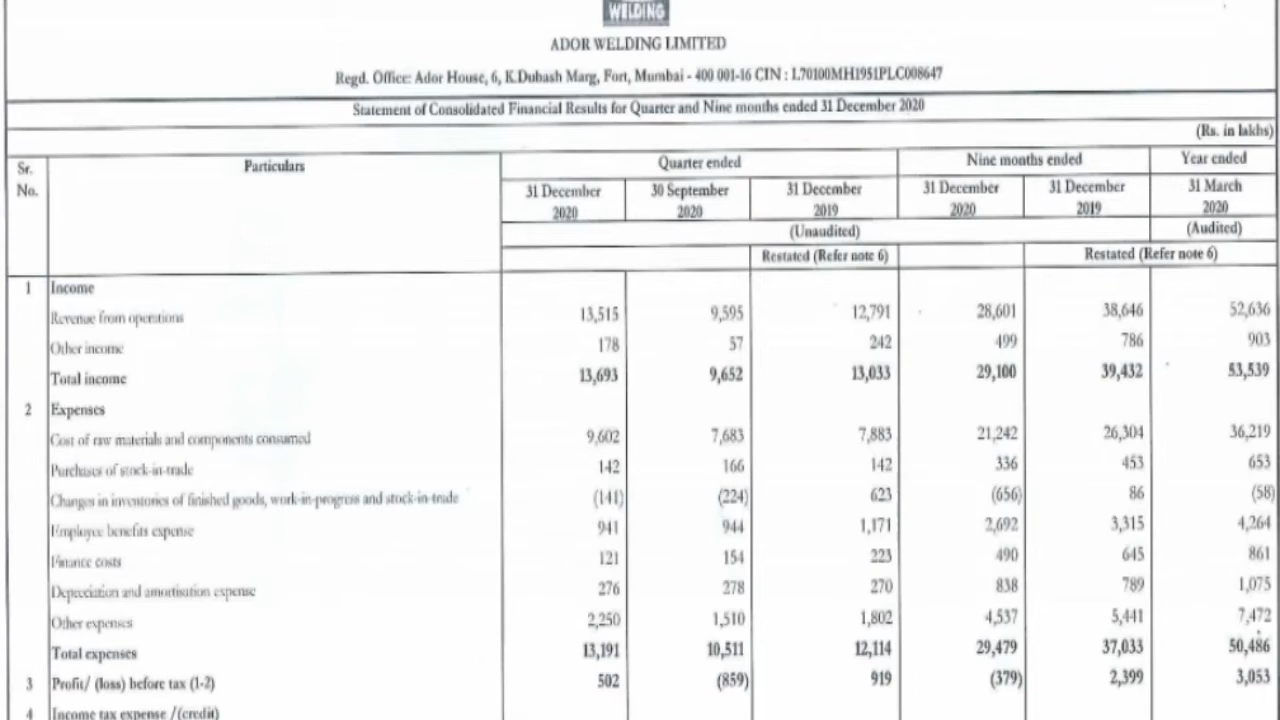 WELDING
ADOR WELDING LIMITED
Regd. Office: Ador House, 6, K.Dubash Marg, Fort, Mumbai - 400 001-16 CIN : L70100MH1951PLC008647
Statement of Consolidated Financial Results for Quarter and Nine months ended 31 December 2020
(Rs. in lakhs)
Sr. No. Particulars Quarter ended Nine months ended Year ended
31 December 2020 30 September 2020 31 December 2019 31 December 2020 31 December 2019 31 March 2020
(Unaudited) (Audited)
Restated (Refer note 6) Restated (Refer note 6)
1 Income
Revenue from operations 13,515 9,595 12,791 28,601 38,646 52,636
Other income 178 57 242 499 786 903
Total income 13,693 9,652 13,033 29,100 39,432 53,539
2 Expenses
Cost of raw materials and components consumed 9,602 7,683 7,883 21,242 26,304 36,219
Purchases of stock-in-trade 142 166 142 336 453 653
Changes in inventories of finished goods, work-in-progress and stock-in-trade (141) (224) 623 (656) 86 (58)
Employee benefits expense 941 944 1,171 2,692 3,315 4,264
Finance costs 121 154 223 490 645 861
Depreciation and amortisation expense 276 278 270 838 789 1,075
Other expenses 2,250 1,510 1,802 4,537 5,441 7,472
Total expenses 13,191 10,511 12,114 29,479 37,033 50,486
3 Profit/ (loss) before tax (1-2) 502 (859) 919 (379) 2,399 3,053
4 Income tax expense /(credit)